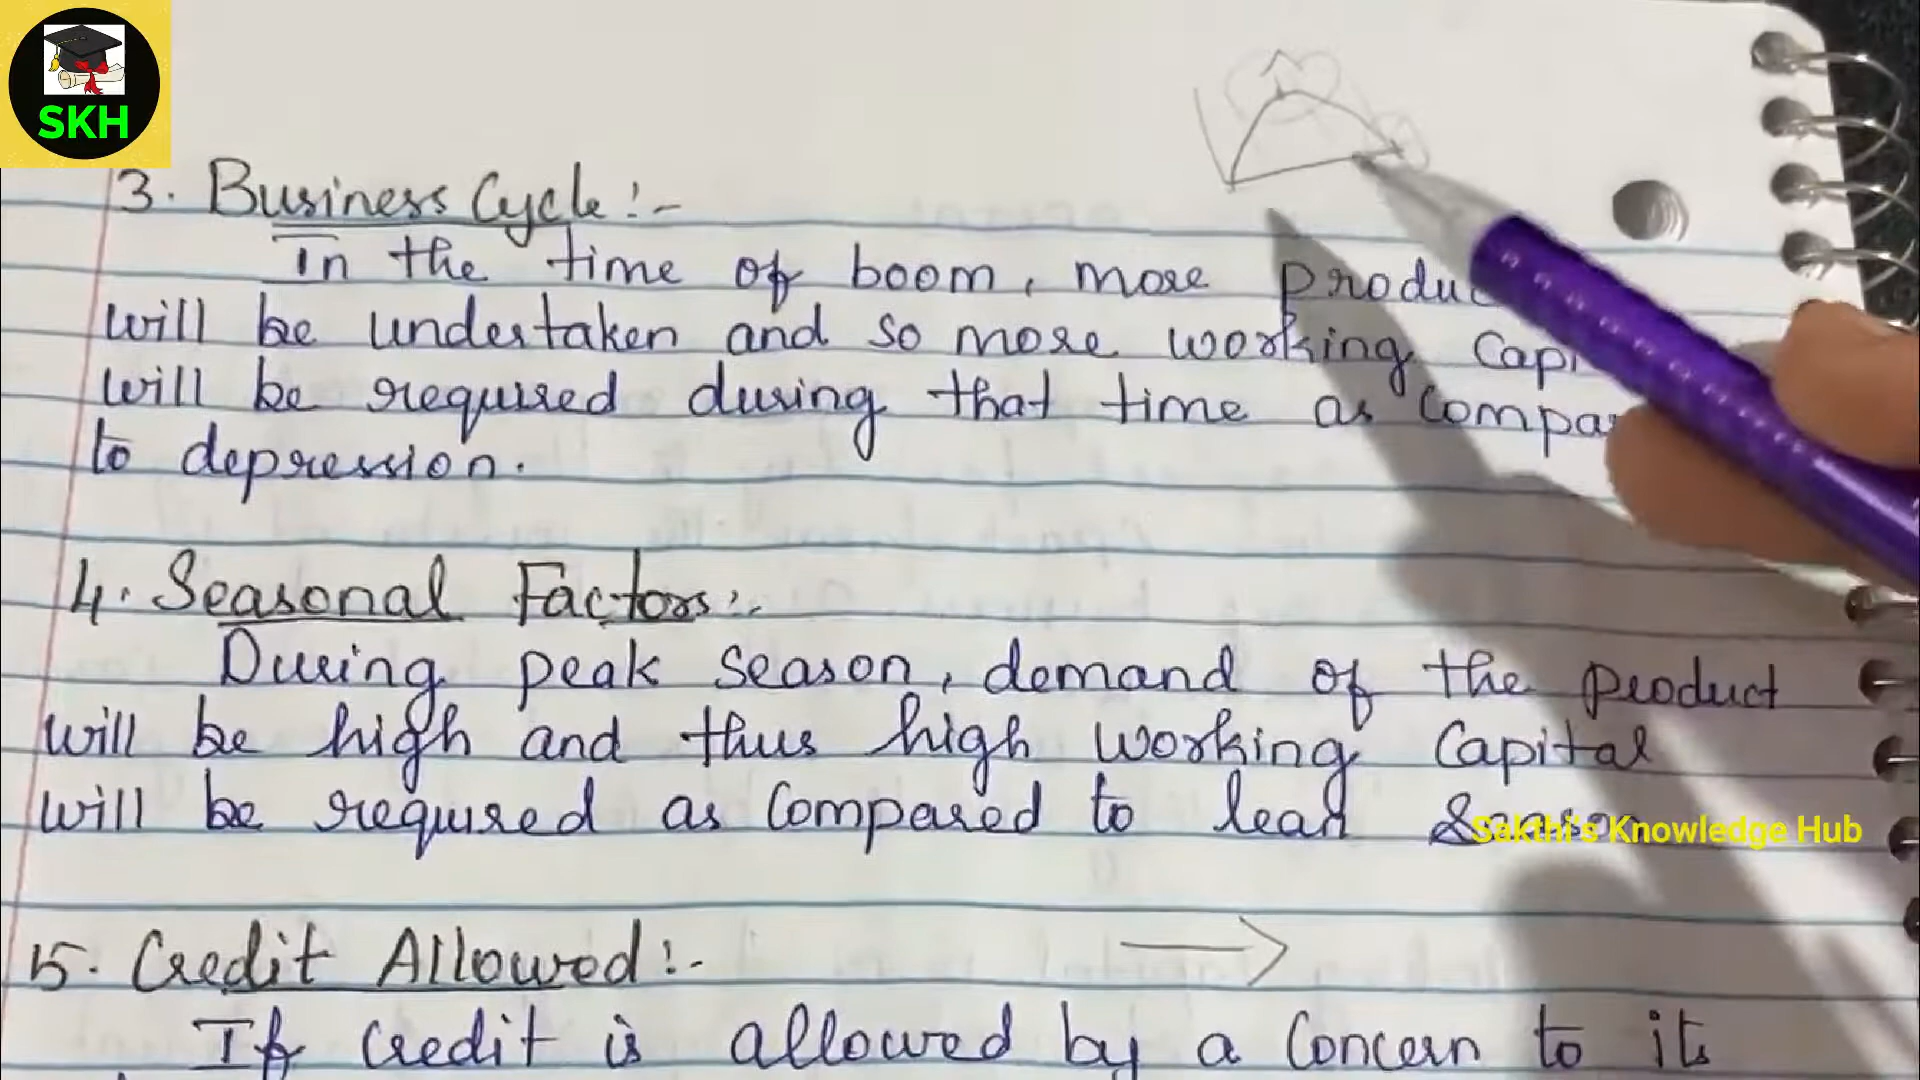 SKH
3. Business Cycle :-
In the time of boom, more produc
will be undertaken and so more working Capi
will be required during that time as Compa
to depression.
4. Seasonal Factors :-
During peak season, demand of the product
will be high and thus high working Capital
will be required as Compared to lean Season
Sakthi's Knowledge Hub
5. Credit Allowed :-
If Credit is allowed by a Concern to its